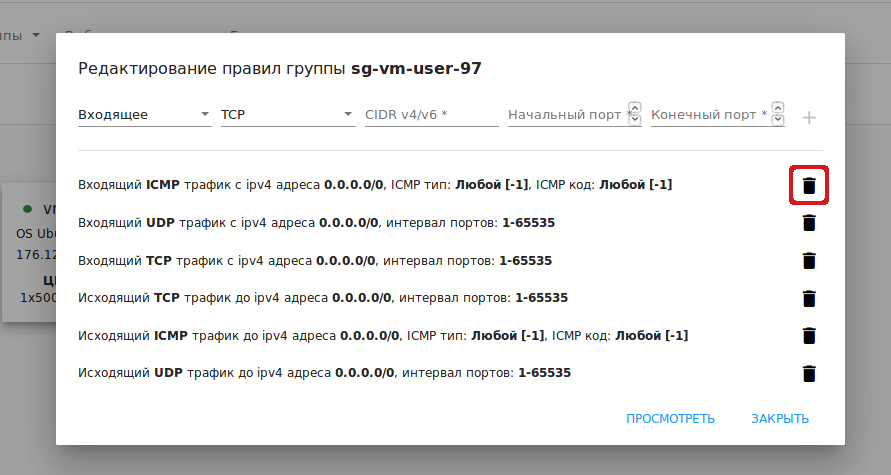 ппы
Редактирование правил группы sg-vm-user-97
Входящее TCP CIDR v4/v6 * Начальный порт * Конечный порт *
Входящий ICMP трафик с ipv4 адреса 0.0.0.0/0, ICMP тип: Любой [-1], ICMP код: Любой [-1]
Входящий UDP трафик с ipv4 адреса 0.0.0.0/0, интервал портов: 1-65535
OS Ubu
176.12
Входящий TCP трафик с ipv4 адреса 0.0.0.0/0, интервал портов: 1-65535
1x500
Исходящий TCP трафик до ipv4 адреса 0.0.0.0/0, интервал портов: 1-65535
Исходящий ICMP трафик до ipv4 адреса 0.0.0.0/0, ICMP тип: Любой [-1], ICMP код: Любой [-1]
Исходящий UDP трафик до ipv4 адреса 0.0.0.0/0, интервал портов: 1-65535
ПРОСМОТРЕТЬ ЗАКРЫТЬ